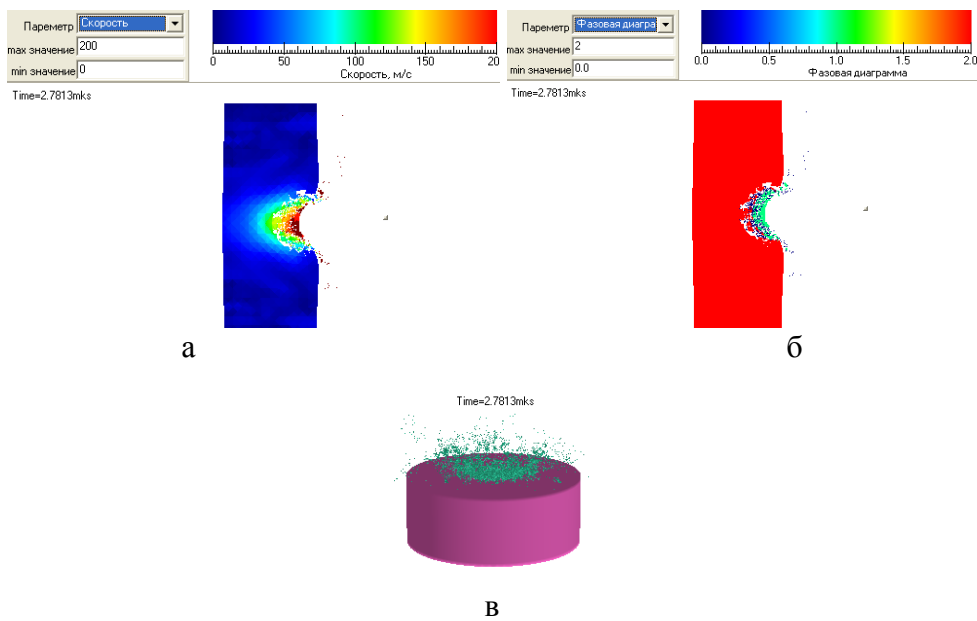 Параметр Скорость
max значение 200
min значение 0
0 50 100 150 20
Скорость, м/с
Time=2.7813mks
а
Параметр Фазовая диагра
max значение 2
min значение 0.0
0.0 0.5 1.0 1.5 2.0
Фазовая диаграмма
Time=2.7813mks
б
Time=2.7813mks
в